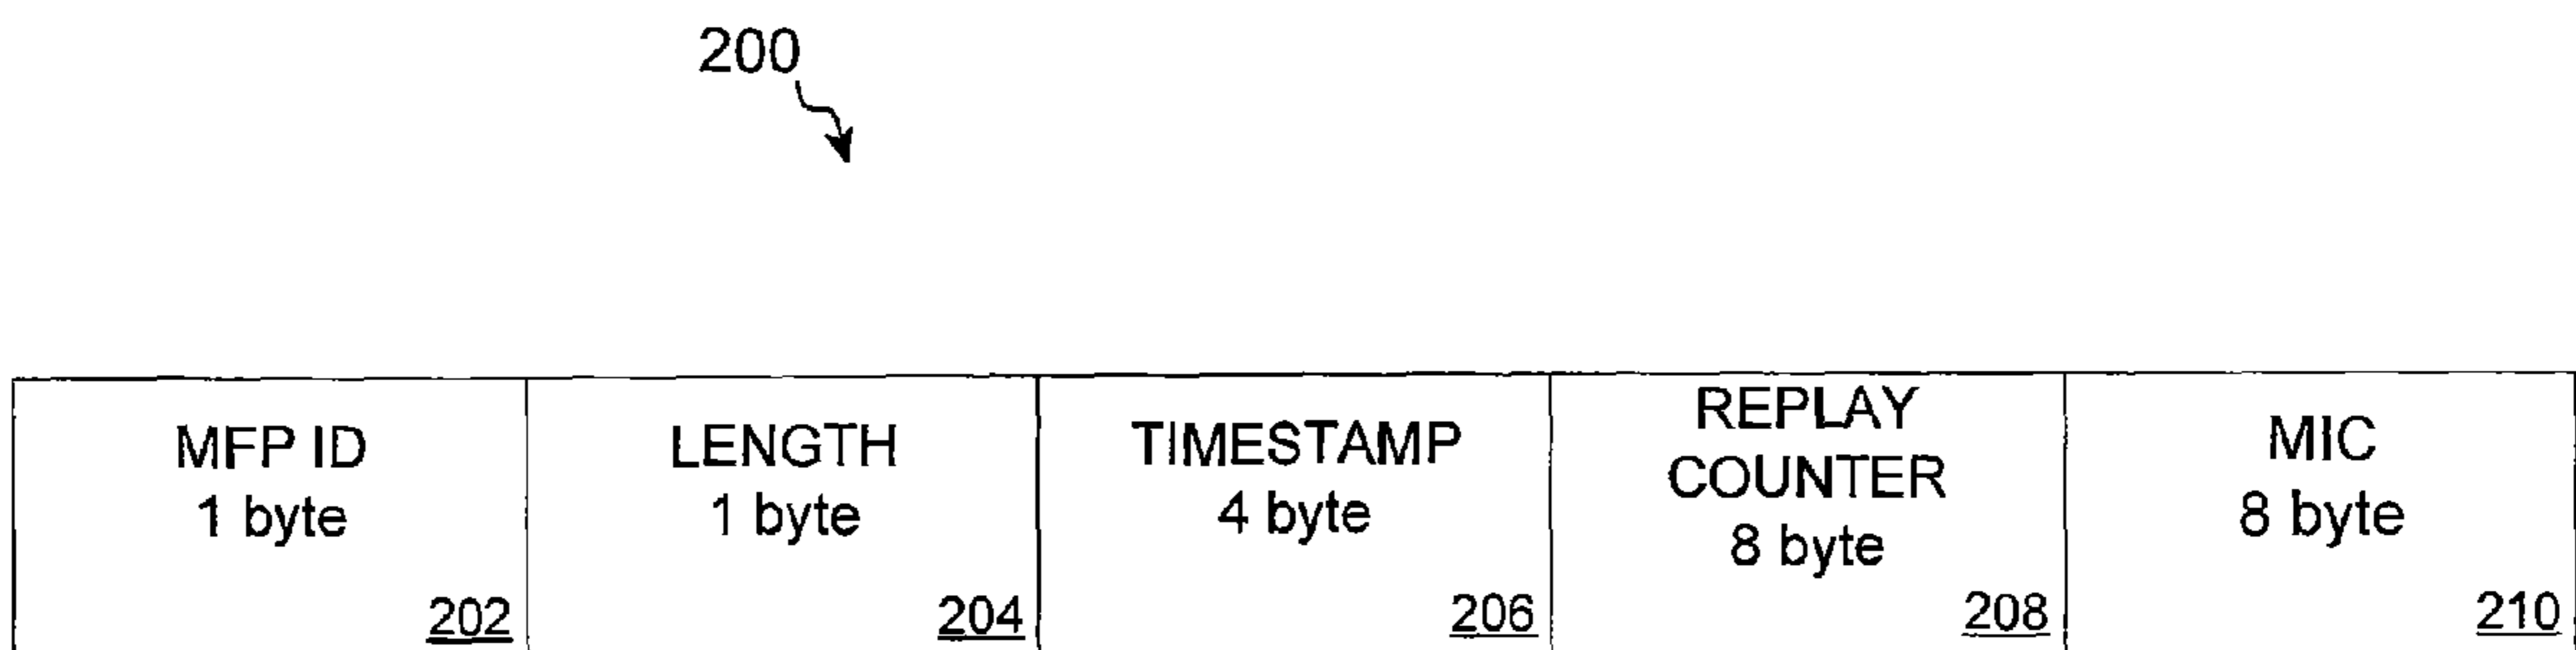 200
MFP ID
1 byte
202
LENGTH
1 byte
204
TIMESTAMP
4 byte
206
REPLAY
COUNTER
8 byte
208
MIC
8 byte
210